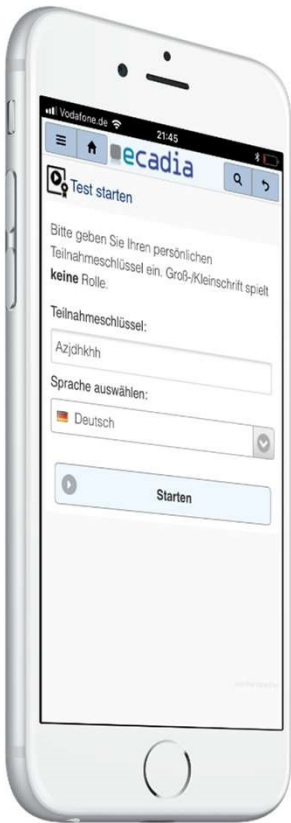 Vodafone.de
21:45
ecadia
Test starten
Bitte geben Sie Ihren persönlichen
Teilnahmeschlüssel ein. Groß-/Kleinschrift spielt
keine Rolle.
Teilnahmeschlüssel:
Azjdhkhh
Sprache auswählen:
Deutsch
Starten